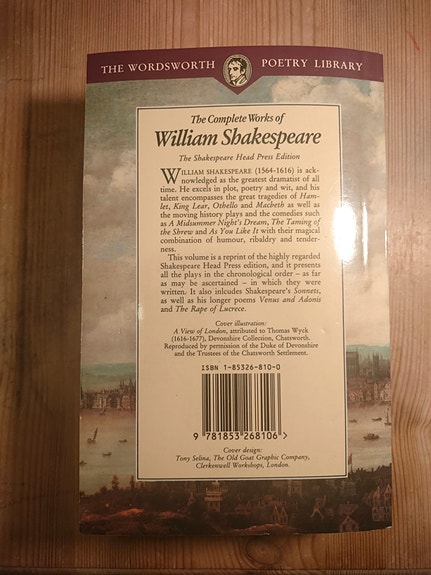 THE WORDSWORTH POETRY LIBRARY
The Complete Works of
William Shakespeare
The Shakespeare Head Press Edition
WILLIAM SHAKESPEARE (1564-1616) is ack-
nowledged as the greatest dramatist of all
time. He excels in plot, poetry and wit, and his
talent encompasses the great tragedies of Ham-
let, King Lear, Othello and Macbeth as well as
the moving history plays and the comedies such
as A Midsummer Night's Dream, The Taming of
the Shrew and As You Like It with their magical
combination of humour, ribaldry and tender-
ness.
This volume is a reprint of the highly regarded
Shakespeare Head Press edition, and it presents
all the plays in the chronological order – as far
as may be ascertained – in which they were
written. It also inlcudes Shakespeare's Sonnets,
as well as his longer poems Venus and Adonis
and The Rape of Lucrece.
Cover illustration:
A View of London, attributed to Thomas Wyck
(1616-1677), Devonshire Collection, Chatsworth.
Reproduced by permission of the Duke of Devonshire
and the Trustees of the Chatsworth Settlement.
ISBN 1-85326-810-0
9 781853 268106 >
Cover design:
Tony Selina, The Old Goat Graphic Company,
Clerkenwell Workshops, London.